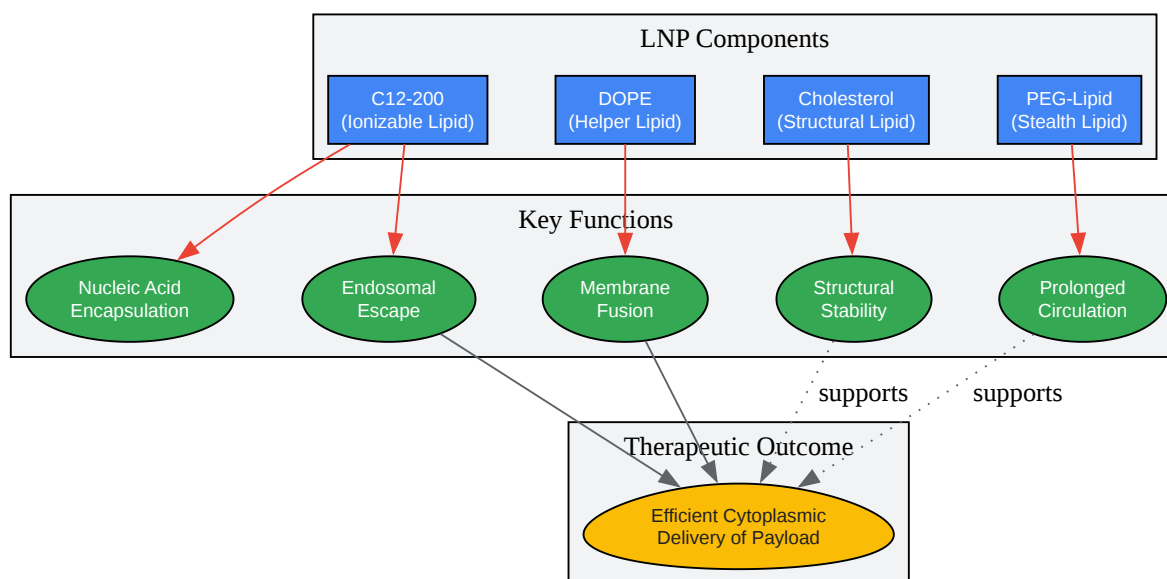 LNP Components
C12-200
(Ionizable Lipid)
DOPE
(Helper Lipid)
Cholesterol
(Structural Lipid)
PEG-Lipid
(Stealth Lipid)
Key Functions
Nucleic Acid
Encapsulation
Endosomal
Escape
Membrane
Fusion
Structural
Stability
Prolonged
Circulation
supports
supports
Therapeutic Outcome
Efficient Cytoplasmic
Delivery of Payload